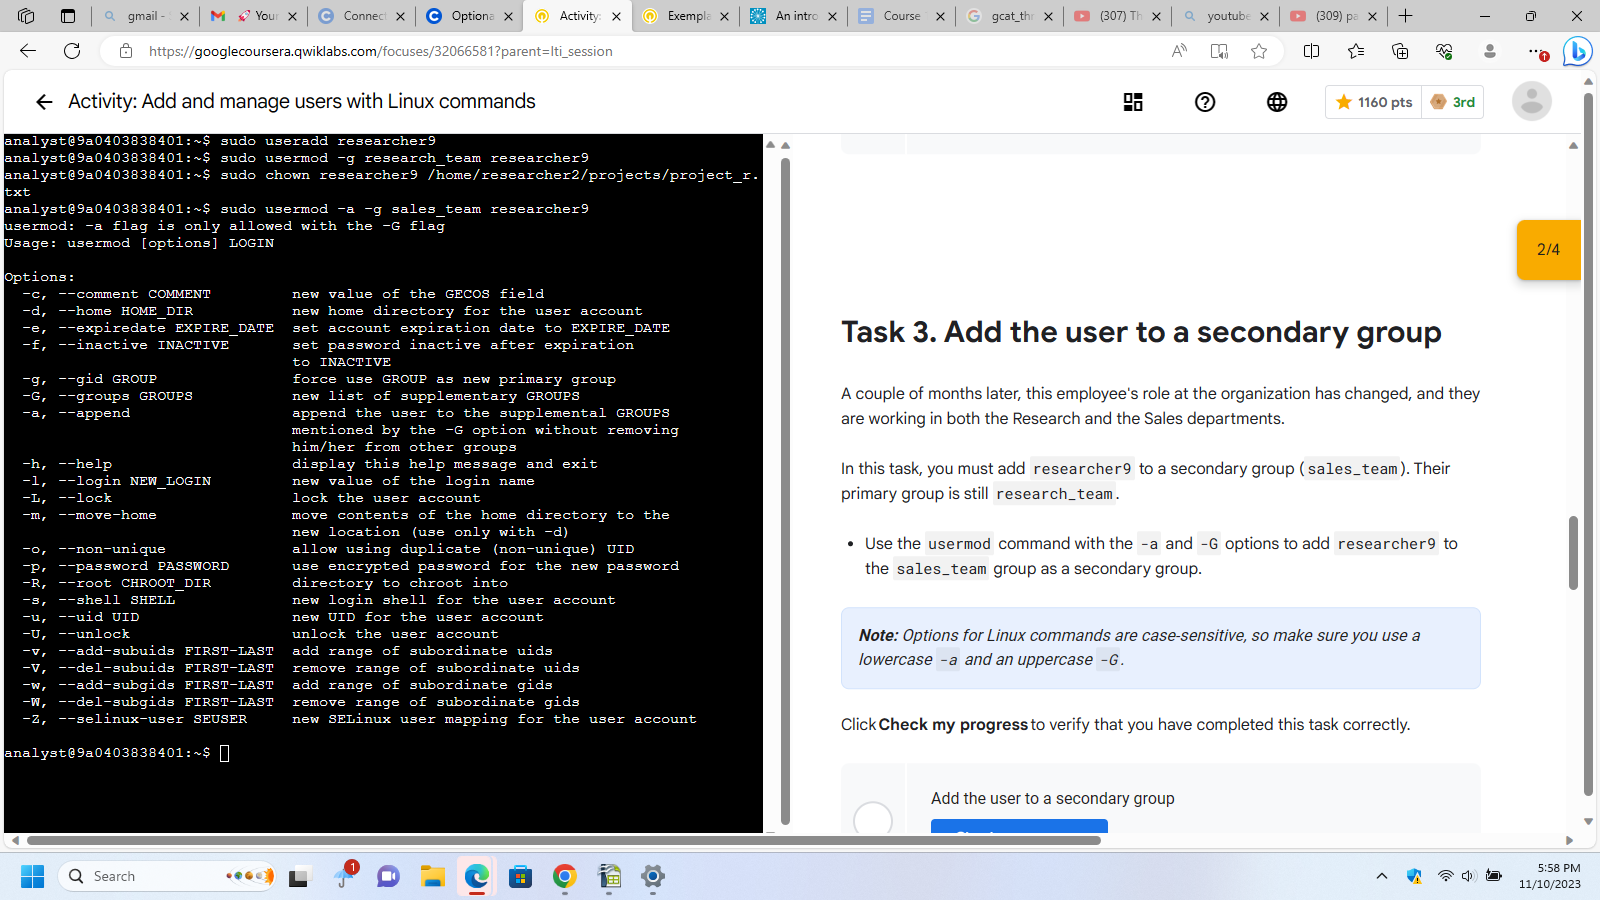 gmail -
🚀 Your
Connect
Optiona
Activity:
Exempla
An intro
Course
gcat_thr
(307) Th
youtube
(309) pa
https://googlecoursera.qwiklabs.com/focuses/32066581?parent=lti_session
Activity: Add and manage users with Linux commands
1160 pts
3rd
analyst@9a0403838401:~$ sudo useradd researcher9
analyst@9a0403838401:~$ sudo usermod -g research_team researcher9
analyst@9a0403838401:~$ sudo chown researcher9 /home/researcher2/projects/project_r.
txt
analyst@9a0403838401:~$ sudo usermod -a -g sales_team researcher9
usermod: -a flag is only allowed with the -G flag
Usage: usermod [options] LOGIN
Options:
-c, --comment COMMENT new value of the GECOS field
-d, --home HOME_DIR new home directory for the user account
-e, --expiredate EXPIRE_DATE set account expiration date to EXPIRE_DATE
-f, --inactive INACTIVE set password inactive after expiration
to INACTIVE
-g, --gid GROUP force use GROUP as new primary group
-G, --groups GROUPS new list of supplementary GROUPS
-a, --append append the user to the supplemental GROUPS
mentioned by the -G option without removing
him/her from other groups
-h, --help display this help message and exit
-l, --login NEW_LOGIN new value of the login name
-L, --lock lock the user account
-m, --move-home move contents of the home directory to the
new location (use only with -d)
-o, --non-unique allow using duplicate (non-unique) UID
-p, --password PASSWORD use encrypted password for the new password
-R, --root CHROOT_DIR directory to chroot into
-s, --shell SHELL new login shell for the user account
-u, --uid UID new UID for the user account
-U, --unlock unlock the user account
-v, --add-subuids FIRST-LAST add range of subordinate uids
-V, --del-subuids FIRST-LAST remove range of subordinate uids
-w, --add-subgids FIRST-LAST add range of subordinate gids
-W, --del-subgids FIRST-LAST remove range of subordinate gids
-Z, --selinux-user SEUSER new SELinux user mapping for the user account
analyst@9a0403838401:~$
2/4
Task 3. Add the user to a secondary group
A couple of months later, this employee's role at the organization has changed, and they
are working in both the Research and the Sales departments.
In this task, you must add researcher9 to a secondary group (sales_team). Their
primary group is still research_team.
• Use the usermod command with the -a and -G options to add researcher9 to
the sales_team group as a secondary group.
Note: Options for Linux commands are case-sensitive, so make sure you use a
lowercase -a and an uppercase -G.
Click Check my progress to verify that you have completed this task correctly.
Add the user to a secondary group
Search
1
5:58 PM
11/10/2023